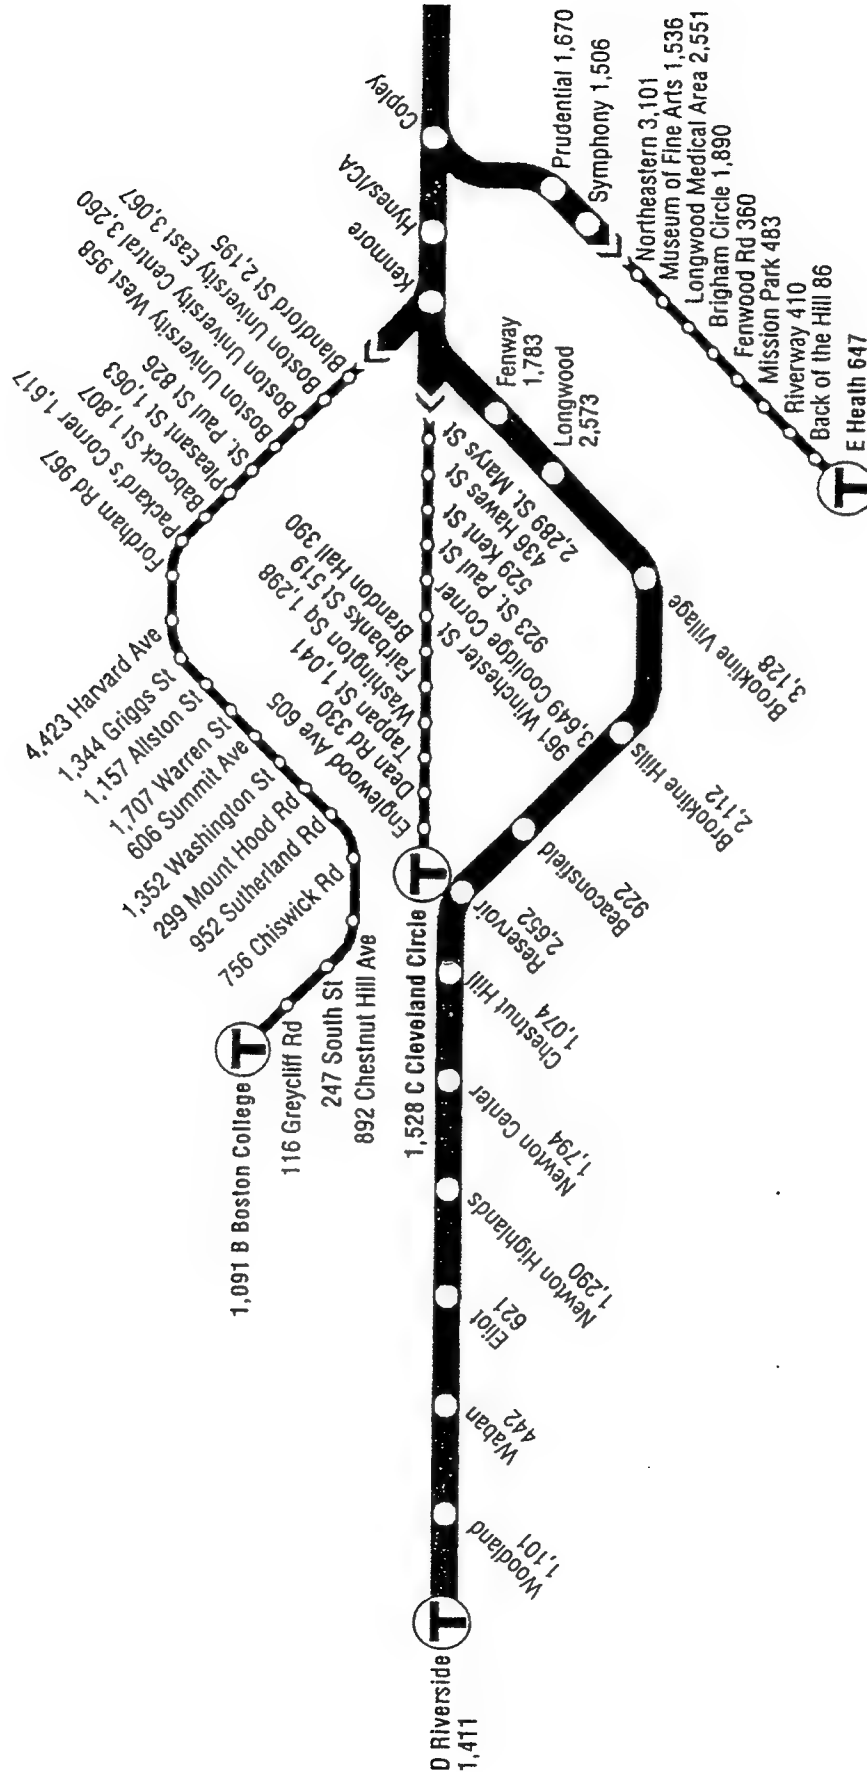 Copley
Hynes/ICA
Kenmore
Prudential 1,670
Symphony 1,506
Northeastern 3,101
Museum of Fine Arts 1,536
Longwood Medical Area 2,551
Brigham Circle 1,890
Fenwood Rd 360
Mission Park 483
Riverway 410
Back of the Hill 86
T
E Heath 647
Blandford St 2,195
Boston University East 3,067
Boston University Central 3,260
Boston University West 958
St. Paul St 826
Pleasant St 1,063
Babcock St 1,807
Packard's Corner 1,617
Fordham Rd 967
4,423 Harvard Ave
1,344 Griggs St
1,157 Allston St
1,707 Warren St
606 Summit Ave
1,352 Washington St
299 Mount Hood Rd
952 Sutherland Rd
756 Chiswick Rd
892 Chestnut Hill Ave
247 South St
116 Greycliff Rd
T
1,091 B Boston College
2,289 St. Marys St
436 Hawes St
529 Kent St
923 St. Paul St
3,649 Coolidge Corner
961 Winchester St
Brandon Hall 390
Fairbanks St 519
Washington Sq 1,298
Tappan St 1,041
Dean Rd 330
Englewood Ave 605
T
1,528 C Cleveland Circle
Fenway
1,783
Longwood
2,573
Brookline Village
3,128
Brookline Hills
2,112
Beaconsfield
922
Reservoir
2,652
Chestnut Hill
1,074
Newton Center
1,794
Newton Highlands
1,290
Eliot
621
Waban
442
Woodland
1,101
T
D Riverside
1,411